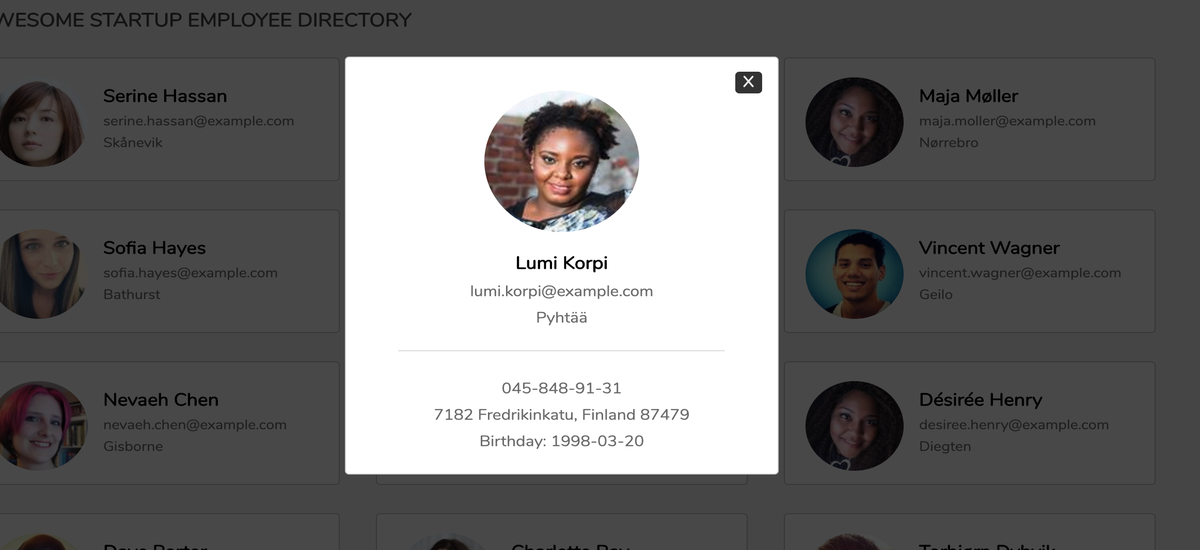 WESOME STARTUP EMPLOYEE DIRECTORY
Serine Hassan
serine.hassan@example.com
Skånevik
X
Lumi Korpi
lumi.korpi@example.com
Pyhtää
045-848-91-31
7182 Fredrikinkatu, Finland 87479
Birthday: 1998-03-20
Maja Møller
maja.moller@example.com
Nørrebro
Sofia Hayes
sofia.hayes@example.com
Bathurst
Vincent Wagner
vincent.wagner@example.com
Geilo
Nevaeh Chen
nevaeh.chen@example.com
Gisborne
Désirée Henry
desiree.henry@example.com
Diegten